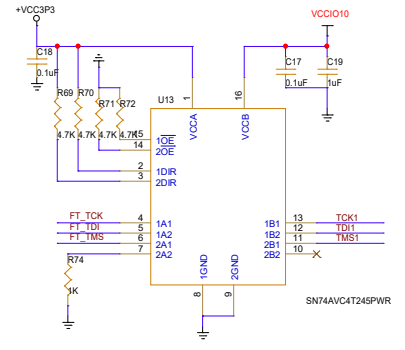 +VCC3P3
VCCIO10
C18
0.1uF
C17
0.1uF
C19
1uF
R69 R70 R71 R72
4.7K 4.7K 4.7K 4.7K
U13
1 VCCA
16 VCCB
15 1OE
14 2OE
2 1DIR
3 2DIR
FT_TCK 4 1A1 1B1 13 TCK1
FT_TDI 5 1A2 1B2 12 TDI1
FT_TMS 6 2A1 2B1 11 TMS1
7 2A2 2B2 10
R74
1K
1GND 2GND
8 9
SN74AVC4T245PWR